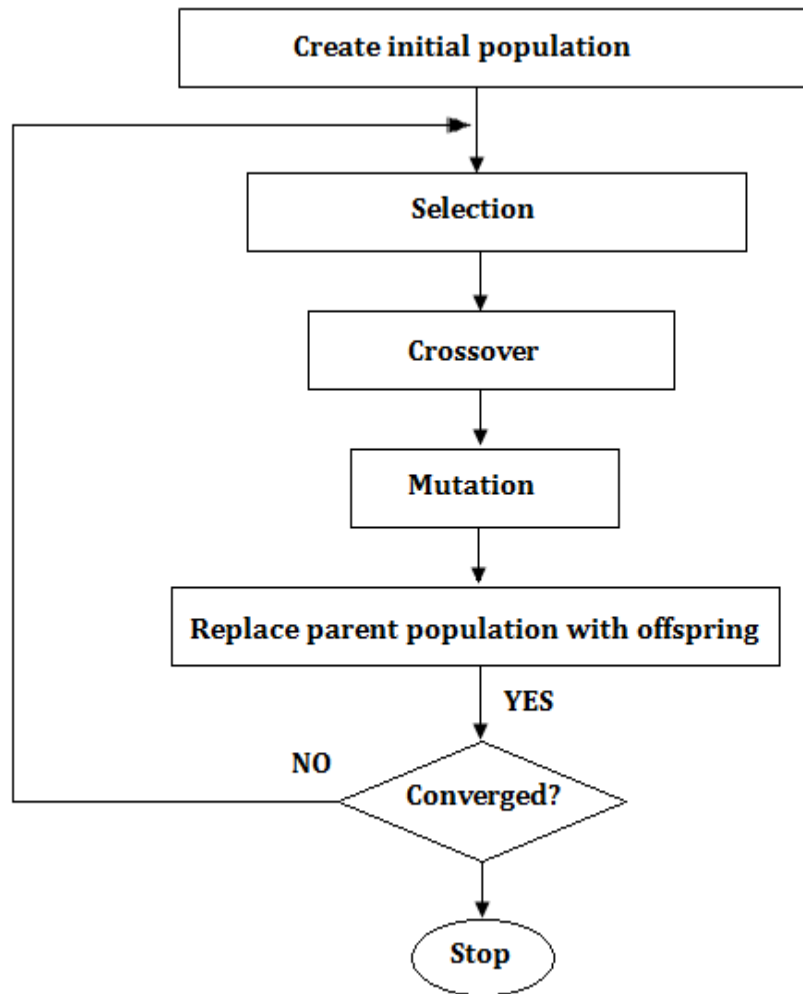 Create initial population
Selection
Crossover
Mutation
Replace parent population with offspring
YES
NO
Converged?
Stop